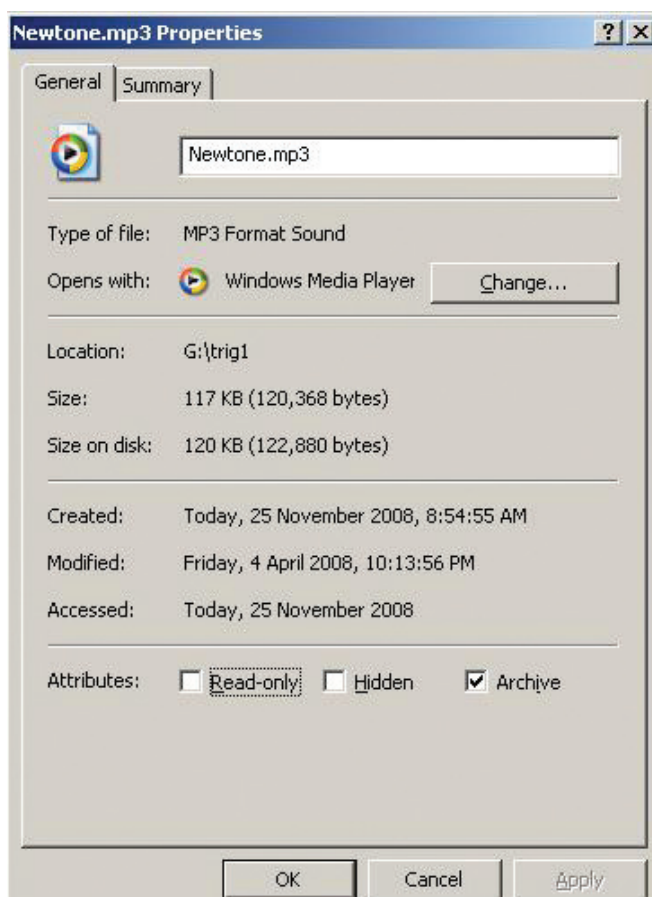 Newtone.mp3 Properties
General Summary
Newtone.mp3
Type of file: MP3 Format Sound
Opens with: Windows Media Player Change...
Location: G:\trig1
Size: 117 KB (120,368 bytes)
Size on disk: 120 KB (122,880 bytes)
Created: Today, 25 November 2008, 8:54:55 AM
Modified: Friday, 4 April 2008, 10:13:56 PM
Accessed: Today, 25 November 2008
Attributes: Read-only Hidden Archive
OK Cancel Apply